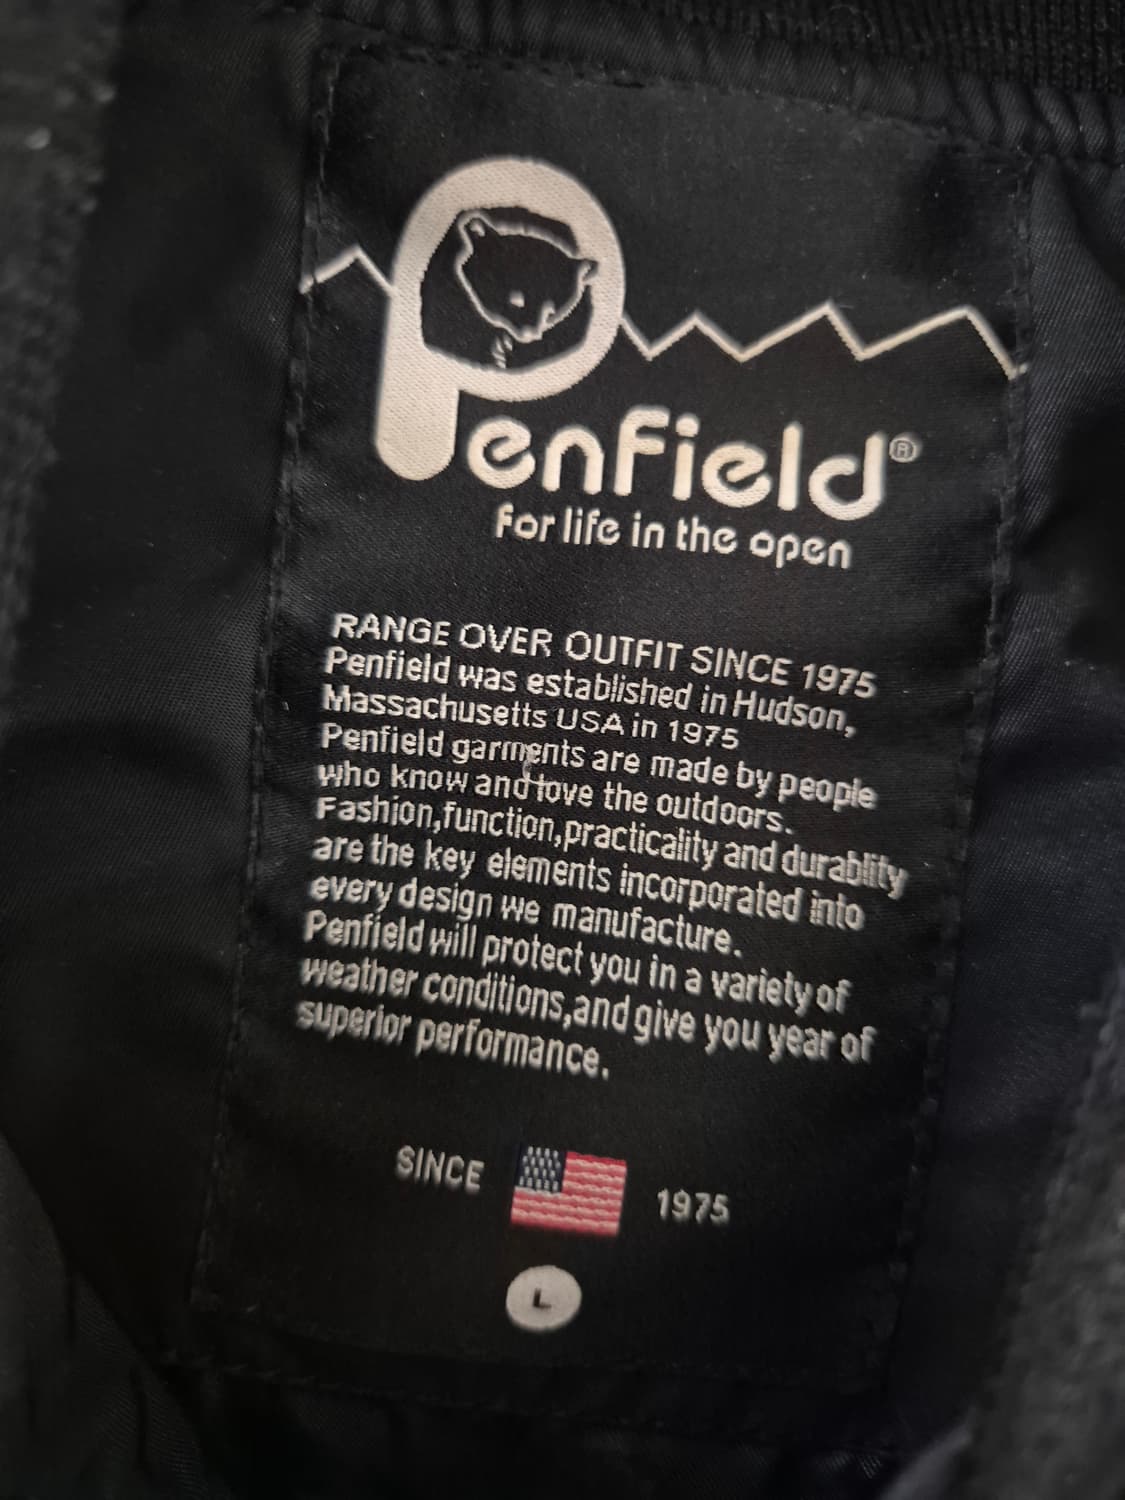 Penfield®
for life in the open
RANGE OVER OUTFIT SINCE 1975
Penfield was established in Hudson,
Massachusetts USA in 1975
Penfield garments are made by people
who know and love the outdoors.
Fashion,function,practicality and durablity
are the key elements incorporated into
every design we manufacture.
Penfield will protect you in a variety of
weather conditions,and give you year of
superior performance.
SINCE 1975
L